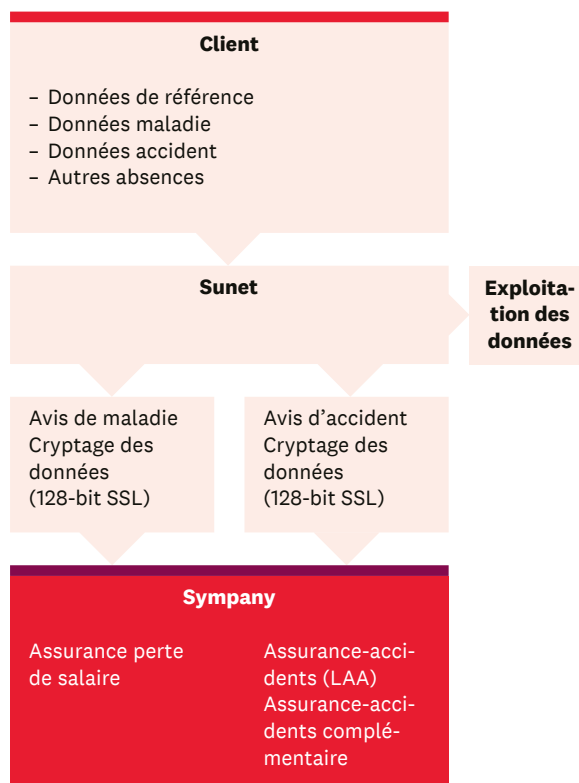 Client
– Données de référence
– Données maladie
– Données accident
– Autres absences
Sunet
Exploita-
tion des
données
Avis de maladie
Cryptage des
données
(128-bit SSL)
Avis d’accident
Cryptage des
données
(128-bit SSL)
Sympany
Assurance perte
de salaire
Assurance-acci-
dents (LAA)
Assurance-acci-
dents complé-
mentaire